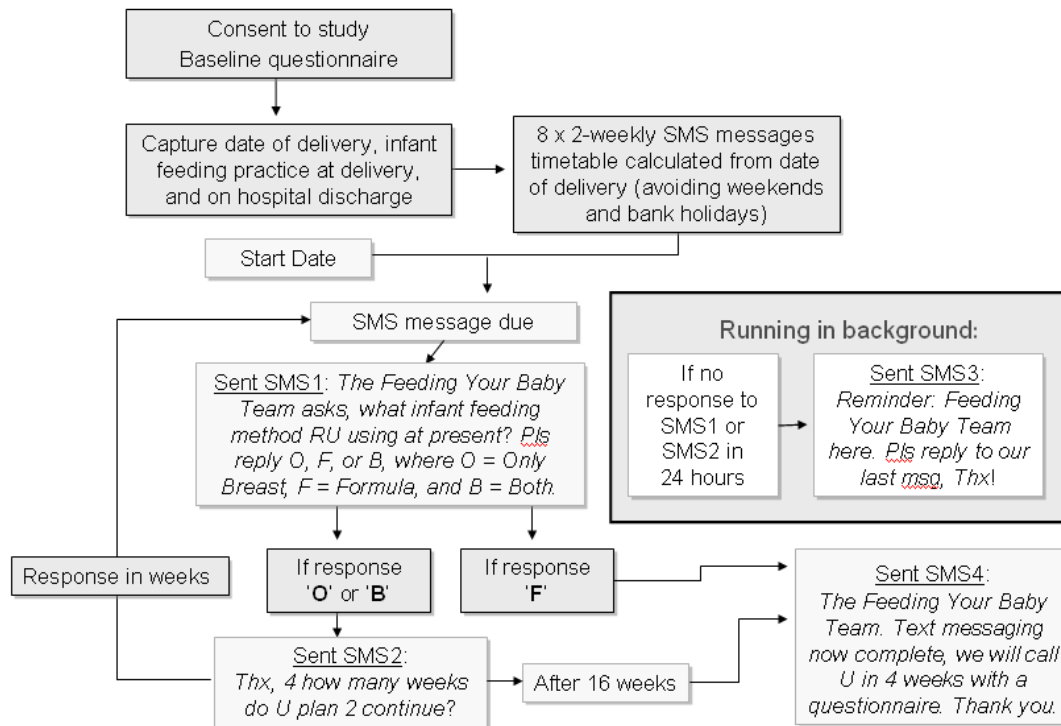 Consent to study
Baseline questionnaire
Capture date of delivery, infant
feeding practice at delivery,
and on hospital discharge
8 x 2-weekly SMS messages
timetable calculated from date
of delivery (avoiding weekends
and bank holidays)
Start Date
SMS message due
Sent SMS1: The Feeding Your Baby
Team asks, what infant feeding
method RU using at present? Pls
reply O, F, or B, where O = Only
Breast, F = Formula, and B = Both.
Running in background:
If no
response to
SMS1 or
SMS2 in
24 hours
Sent SMS3:
Reminder: Feeding
Your Baby Team
here. Pls reply to our
last msg, Thx!
Response in weeks
If response
'O' or 'B'
If response
'F'
Sent SMS2:
Thx, 4 how many weeks
do U plan 2 continue?
After 16 weeks
Sent SMS4:
The Feeding Your Baby
Team. Text messaging
now complete, we will call
U in 4 weeks with a
questionnaire. Thank you.